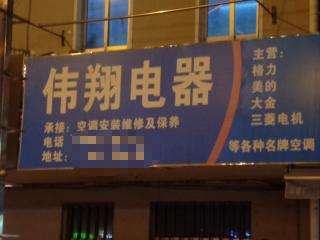 伟翔电器
承接：空调安装维修及保养
电话
地址：
主营：
格力
美的
大金
三菱电机
等各种名牌空调